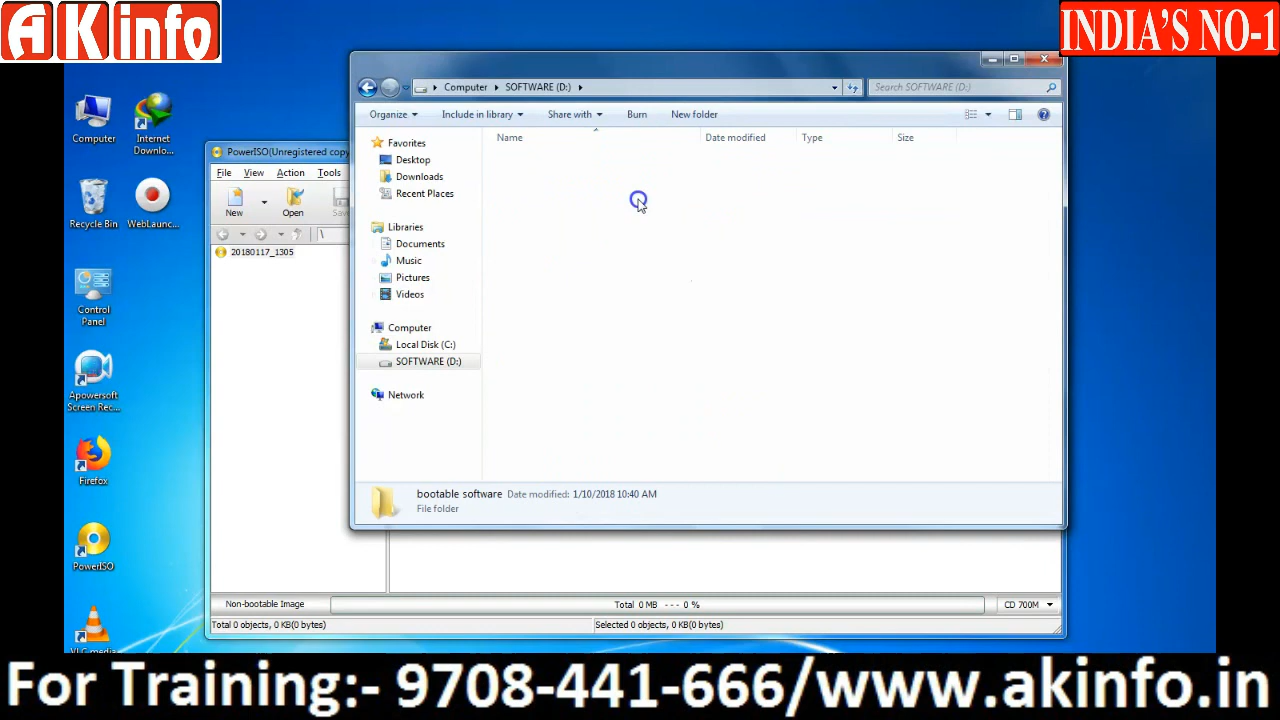 AK info
INDIA'S NO-1
Computer
Internet
Downlo...
Recycle Bin
WebLaunc...
Control
Panel
Apowersoft
Screen Rec...
Firefox
PowerISO
VLC media
PowerISO(Unregistered copy
File View Action Tools
New
Open
Save
\
20180117_1305
Non-bootable Image
Total 0 MB --- 0 %
CD 700M
Total 0 objects, 0 KB(0 bytes)
Selected 0 objects, 0 KB(0 bytes)
Computer SOFTWARE (D:)
Search SOFTWARE (D:)
Organize Include in library Share with Burn New folder
Name Date modified Type Size
Favorites
Desktop
Downloads
Recent Places
Libraries
Documents
Music
Pictures
Videos
Computer
Local Disk (C:)
SOFTWARE (D:)
Network
bootable software Date modified: 1/10/2018 10:40 AM
File folder
For Training:- 9708-441-666/www.akinfo.in